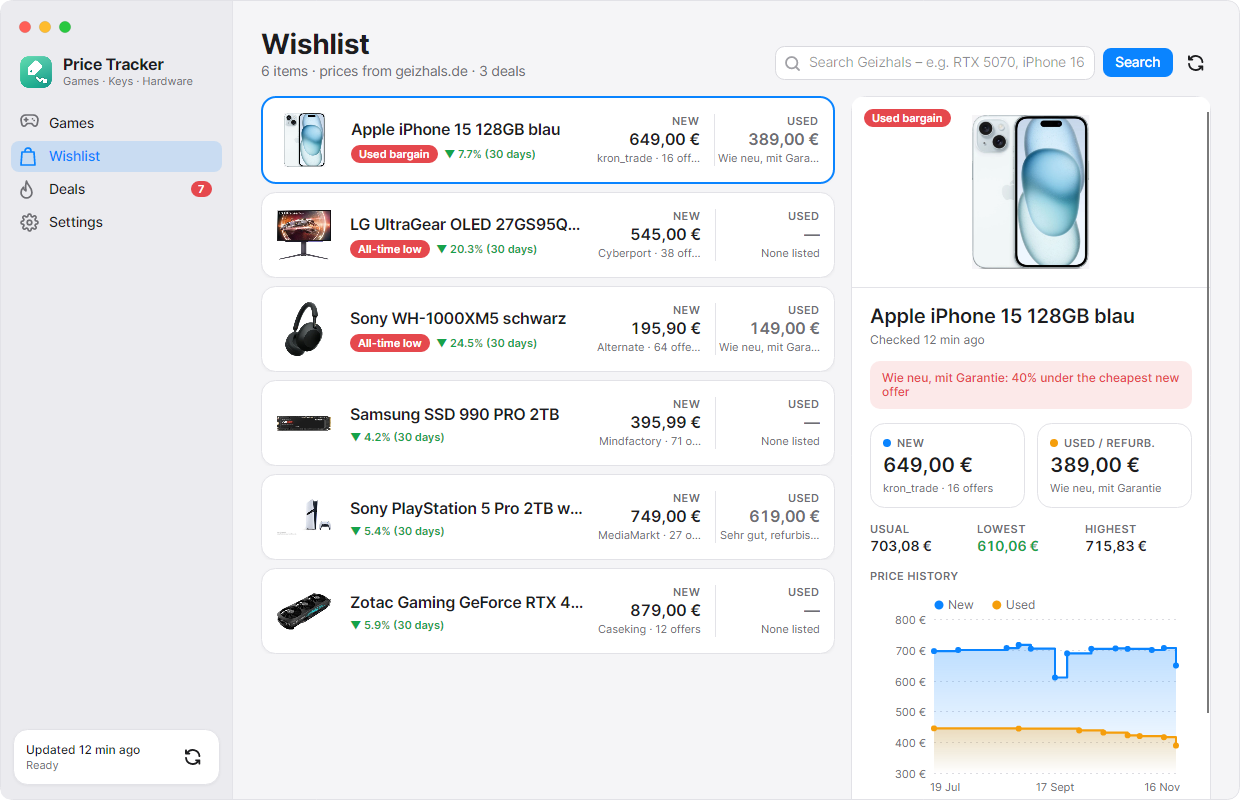 Price Tracker
Games · Keys · Hardware
Games
Wishlist
Deals
7
Settings
Updated 12 min ago
Ready
Wishlist
6 items · prices from geizhals.de · 3 deals
Search Geizhals – e.g. RTX 5070, iPhone 16
Search
Apple iPhone 15 128GB blau
Used bargain
▼ 7.7% (30 days)
NEW
649,00 €
kron_trade · 16 off...
USED
389,00 €
Wie neu, mit Gara...
LG UltraGear OLED 27GS95Q...
All-time low
▼ 20.3% (30 days)
NEW
545,00 €
Cyberport · 38 off...
USED
—
None listed
Sony WH-1000XM5 schwarz
All-time low
▼ 24.5% (30 days)
NEW
195,90 €
Alternate · 64 offe...
USED
149,00 €
Wie neu, mit Gara...
Samsung SSD 990 PRO 2TB
▼ 4.2% (30 days)
NEW
395,99 €
Mindfactory · 71 o...
USED
—
None listed
Sony PlayStation 5 Pro 2TB w...
▼ 5.4% (30 days)
NEW
749,00 €
MediaMarkt · 27 o...
USED
619,00 €
Sehr gut, refurbis...
Zotac Gaming GeForce RTX 4...
▼ 5.9% (30 days)
NEW
879,00 €
Caseking · 12 offers
USED
—
None listed
Used bargain
Apple iPhone 15 128GB blau
Checked 12 min ago
Wie neu, mit Garantie: 40% under the cheapest new
offer
NEW
649,00 €
kron_trade · 16 offers
USED / REFURB.
389,00 €
Wie neu, mit Garantie
USUAL
703,08 €
LOWEST
610,06 €
HIGHEST
715,83 €
PRICE HISTORY
New
Used
800 €
700 €
600 €
500 €
400 €
300 €
19 Jul
17 Sept
16 Nov